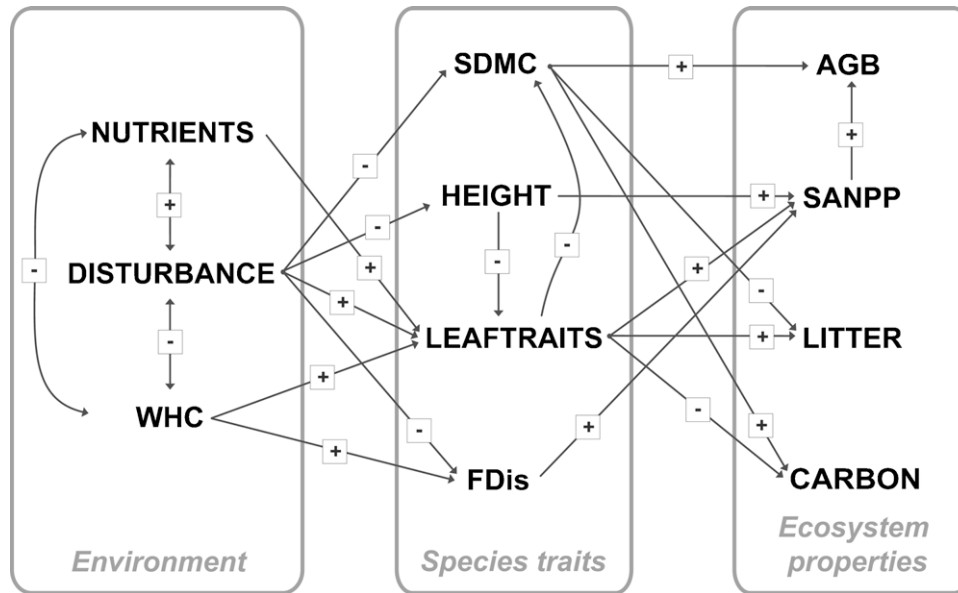 SDMC
+
AGB
NUTRIENTS
-
+
+
HEIGHT
-
+
SANPP
-
+
-
-
DISTURBANCE
+
+
+
-
-
LEAFTRAITS
+
LITTER
+
-
WHC
+
-
+
+
FDis
CARBON
Environment
Species traits
Ecosystem
properties